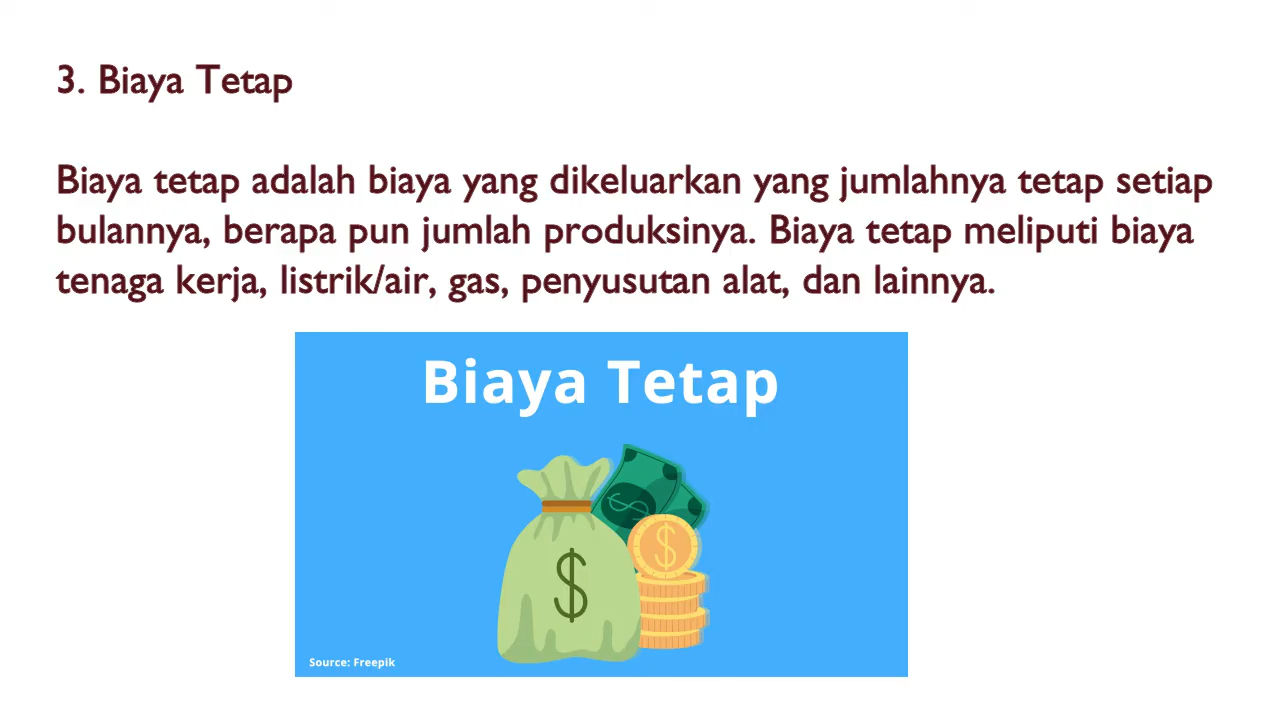 3. Biaya Tetap
Biaya tetap adalah biaya yang dikeluarkan yang jumlahnya tetap setiap
bulannya, berapa pun jumlah produksinya. Biaya tetap meliputi biaya
tenaga kerja, listrik/air, gas, penyusutan alat, dan lainnya.
Biaya Tetap
$
$
$
Source: Freepik